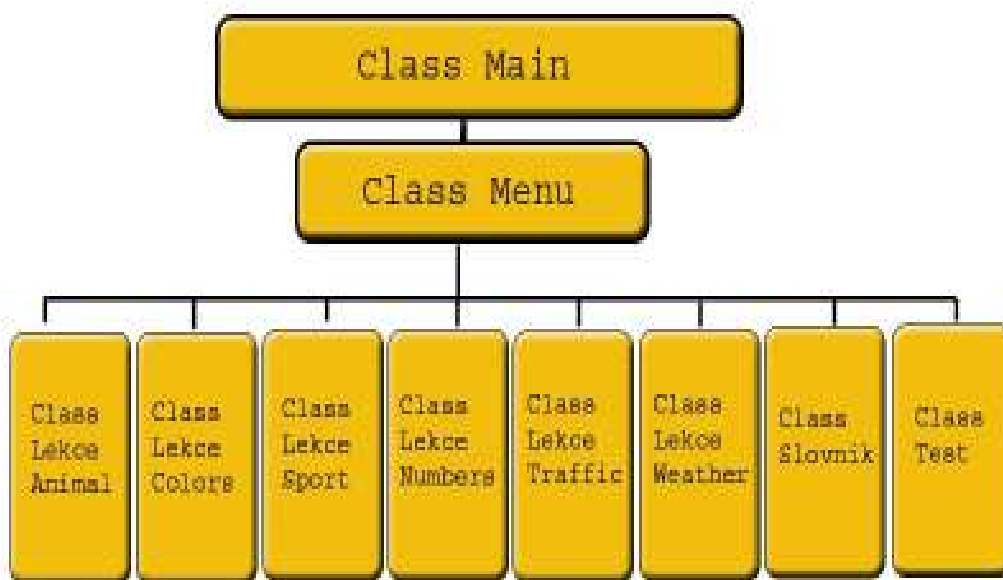 Class Main
Class Menu
Class
Lekce
Animal
Class
Lekce
Colors
Class
Lekce
Sport
Class
Lekce
Numbers
Class
Lekce
Traffic
Class
Lekce
Weather
Class
Slovnik
Class
Test